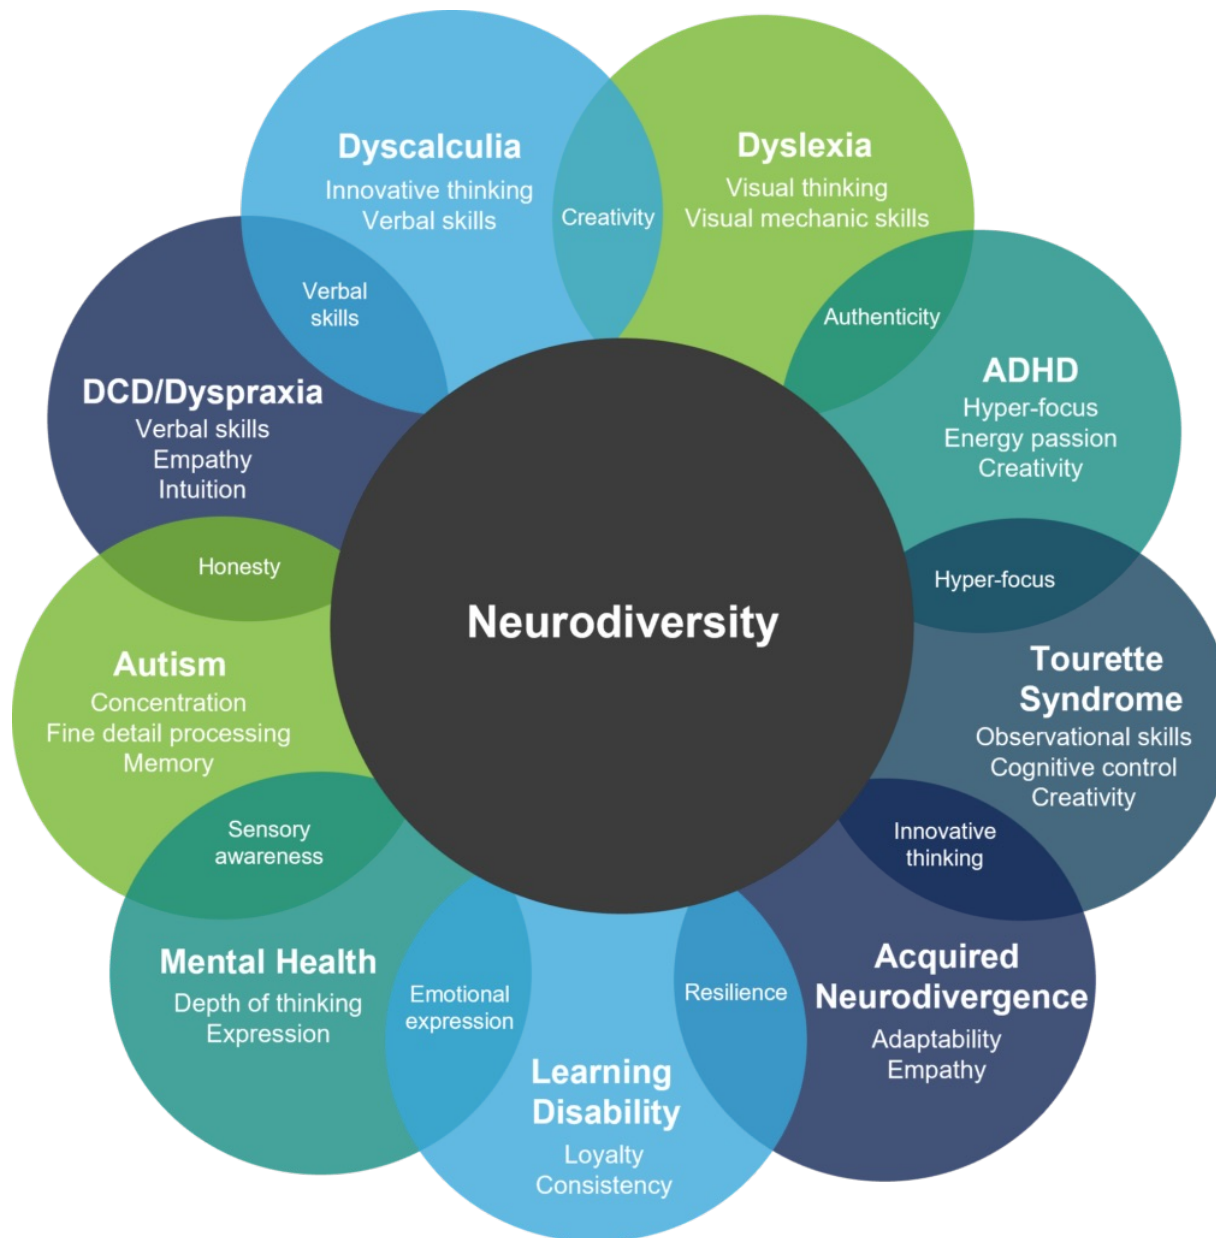 Dyscalculia
Innovative thinking
Verbal skills
Creativity
Dyslexia
Visual thinking
Visual mechanic skills
Authenticity
ADHD
Hyper-focus
Energy passion
Creativity
Hyper-focus
Tourette
Syndrome
Observational skills
Cognitive control
Creativity
Innovative
thinking
Acquired
Neurodivergence
Adaptability
Empathy
Resilience
Learning
Disability
Loyalty
Consistency
Emotional
expression
Mental Health
Depth of thinking
Expression
Sensory
awareness
Autism
Concentration
Fine detail processing
Memory
Honesty
DCD/Dyspraxia
Verbal skills
Empathy
Intuition
Verbal
skills
Neurodiversity